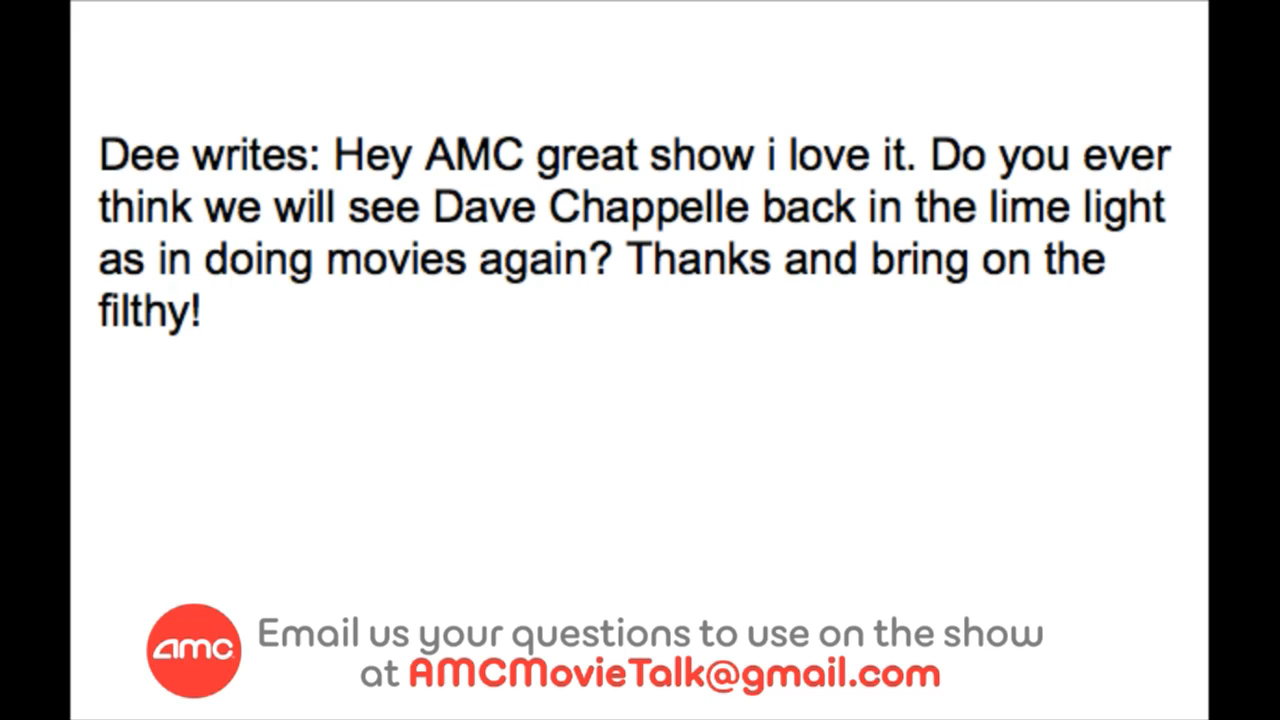 Dee writes: Hey AMC great show i love it. Do you ever
think we will see Dave Chappelle back in the lime light
as in doing movies again? Thanks and bring on the
filthy!
amc
Email us your questions to use on the show
at AMCMovieTalk@gmail.com